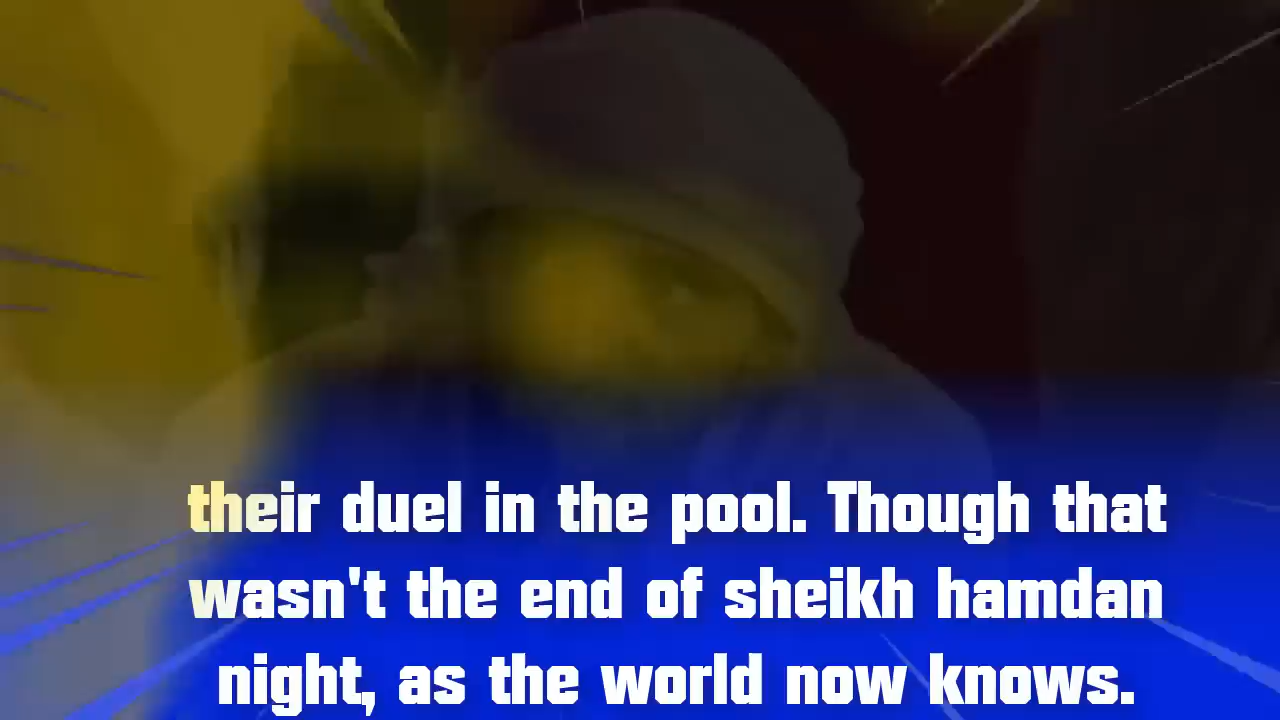 their duel in the pool. Though that
wasn't the end of sheikh hamdan
night, as the world now knows.